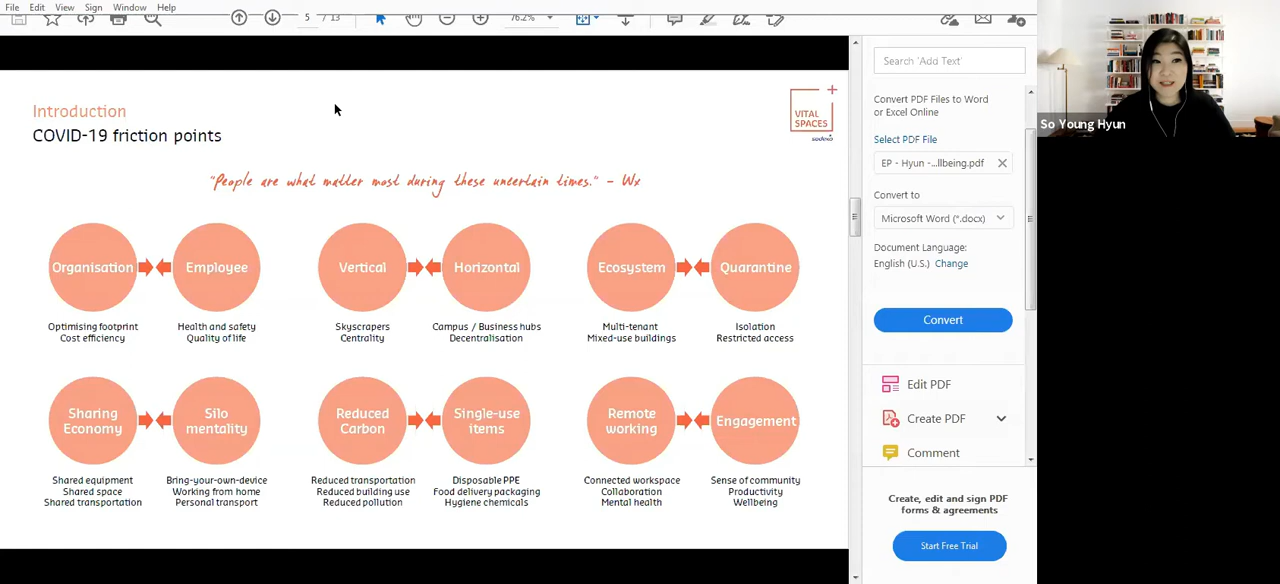 File Edit View Sign Window Help
5 / 13
76.2%
Introduction
COVID-19 friction points
VITAL
SPACES
sodexo
"People are what matter most during these uncertain times." – Wx
Organisation
Employee
Vertical
Horizontal
Ecosystem
Quarantine
Optimising footprint
Cost efficiency
Health and safety
Quality of life
Skyscrapers
Centrality
Campus / Business hubs
Decentralisation
Multi-tenant
Mixed-use buildings
Isolation
Restricted access
Sharing
Economy
Silo
mentality
Reduced
Carbon
Single-use
items
Remote
working
Engagement
Shared equipment
Shared space
Shared transportation
Bring-your-own-device
Working from home
Personal transport
Reduced transportation
Reduced building use
Reduced pollution
Disposable PPE
Food delivery packaging
Hygiene chemicals
Connected workspace
Collaboration
Mental health
Sense of community
Productivity
Wellbeing
Search 'Add Text'
Convert PDF Files to Word
or Excel Online
Select PDF File
EP - Hyun -...llbeing.pdf
Convert to
Microsoft Word (*.docx)
Document Language:
English (U.S.) Change
Convert
Edit PDF
Create PDF
Comment
Create, edit and sign PDF
forms & agreements
Start Free Trial
So Young Hyun